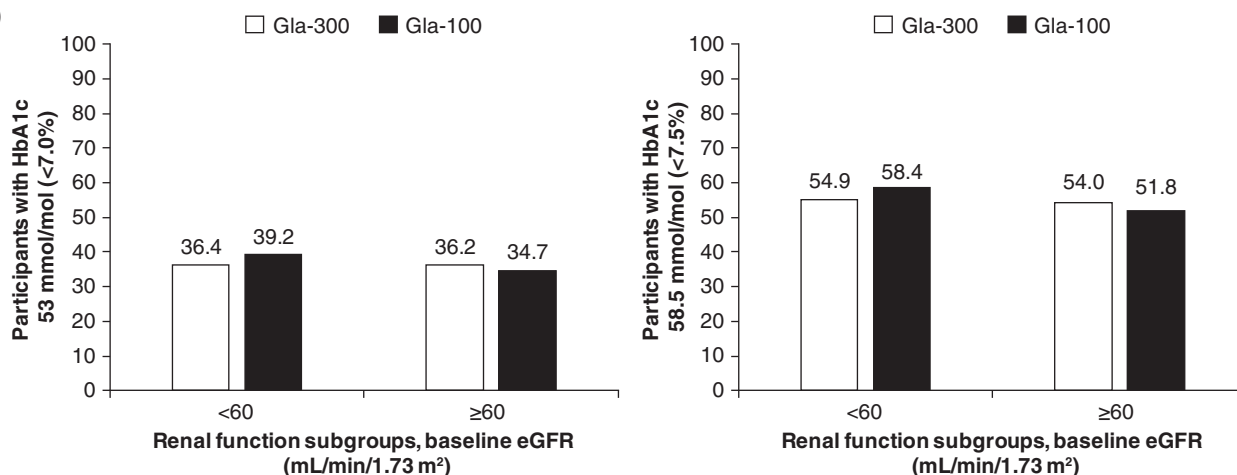 )
Gla-300 Gla-100
Participants with HbA1c
53 mmol/mol (<7.0%)
100
90
80
70
60
50
40
30
20
10
0
36.4 39.2 36.2 34.7
<60 ≥60
Renal function subgroups, baseline eGFR
(mL/min/1.73 m²)
Gla-300 Gla-100
Participants with HbA1c
58.5 mmol/mol (<7.5%)
100
90
80
70
60
50
40
30
20
10
0
54.9 58.4 54.0 51.8
<60 ≥60
Renal function subgroups, baseline eGFR
(mL/min/1.73 m²)